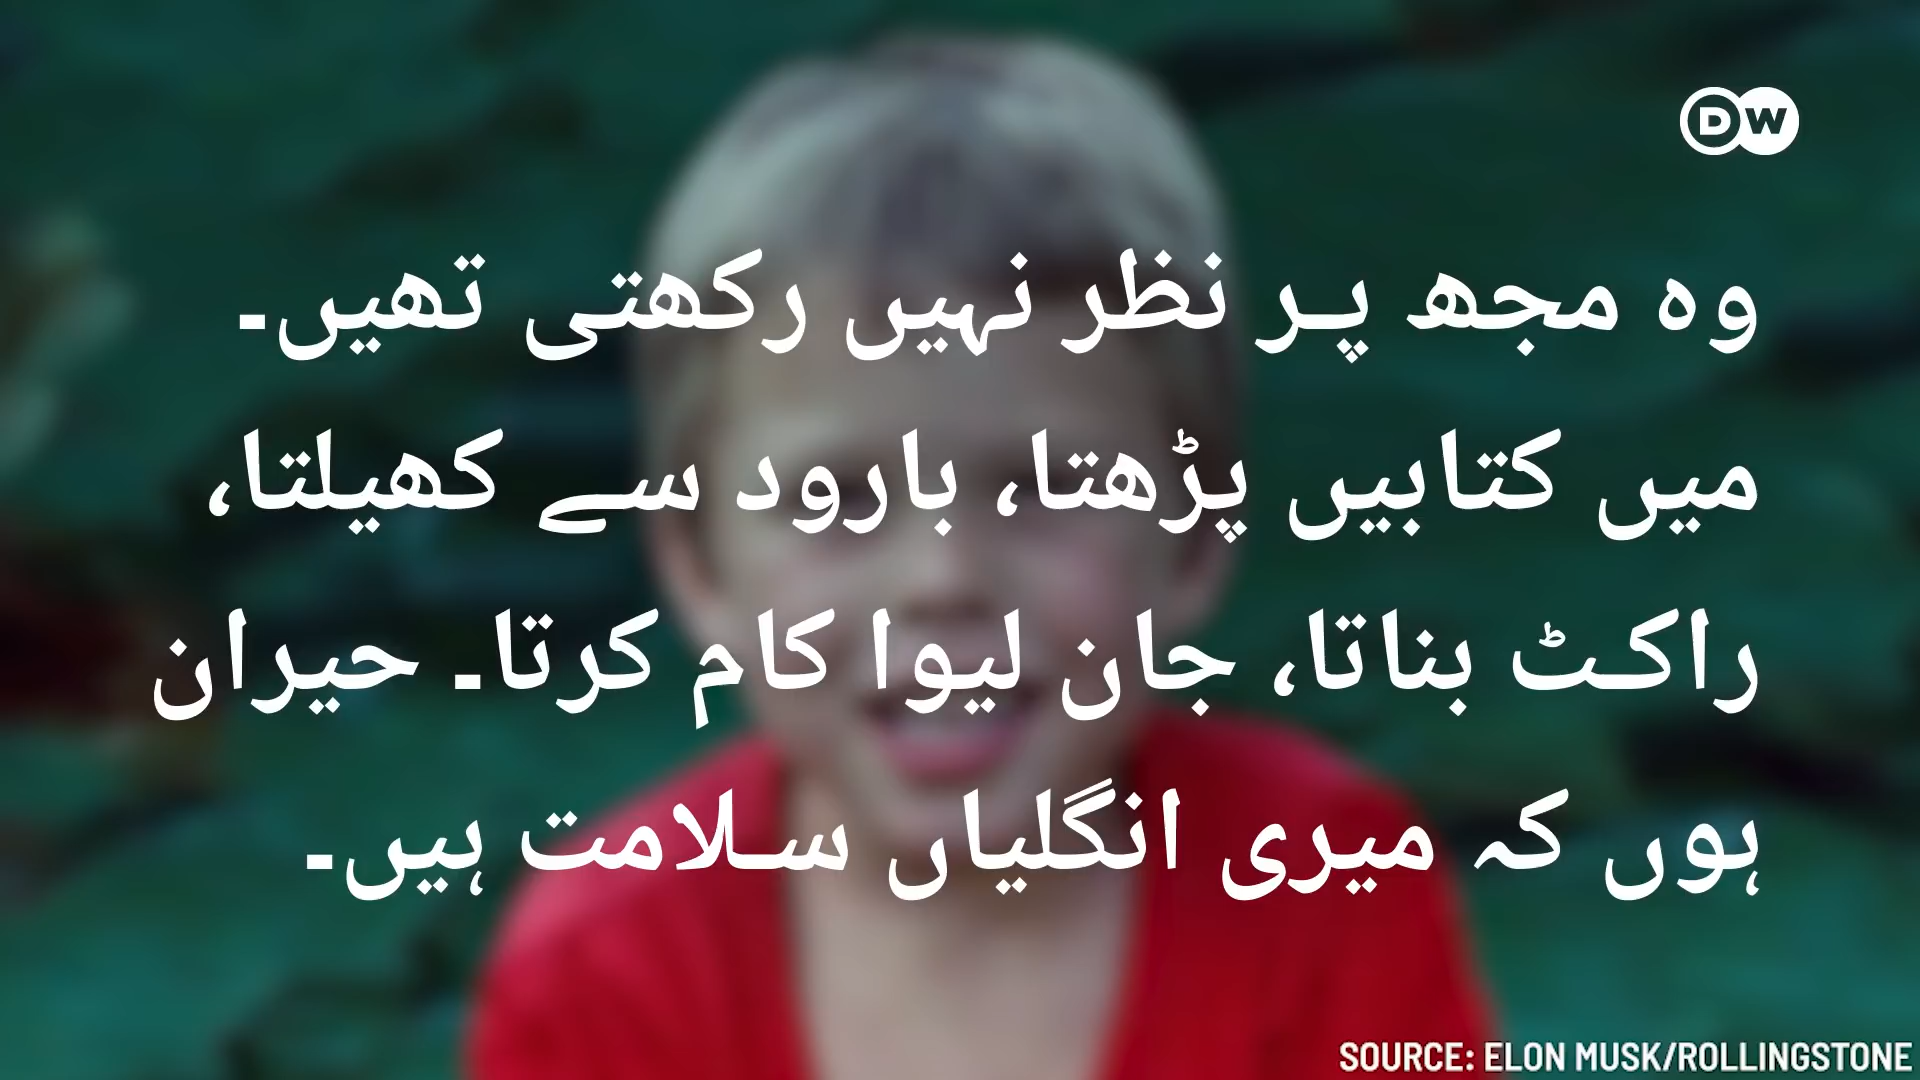 DW
وہ مجھ پر نظر نہیں رکھتی تھیں۔
میں کتابیں پڑھتا، بارود سے کھیلتا،
راکٹ بناتا، جان لیوا کام کرتا۔ حیران
ہوں کہ میری انگلیاں سلامت ہیں۔
SOURCE: ELON MUSK/ROLLINGSTONE